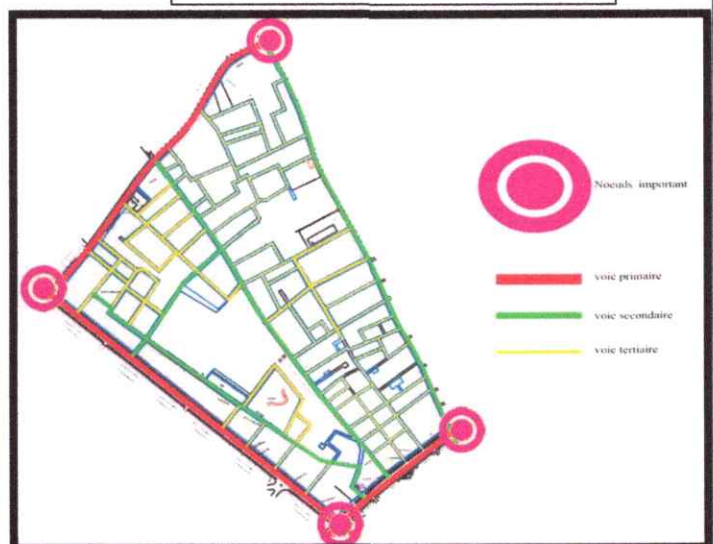 Noeuds important
voie primaire
voie secondaire
voie tertiaire